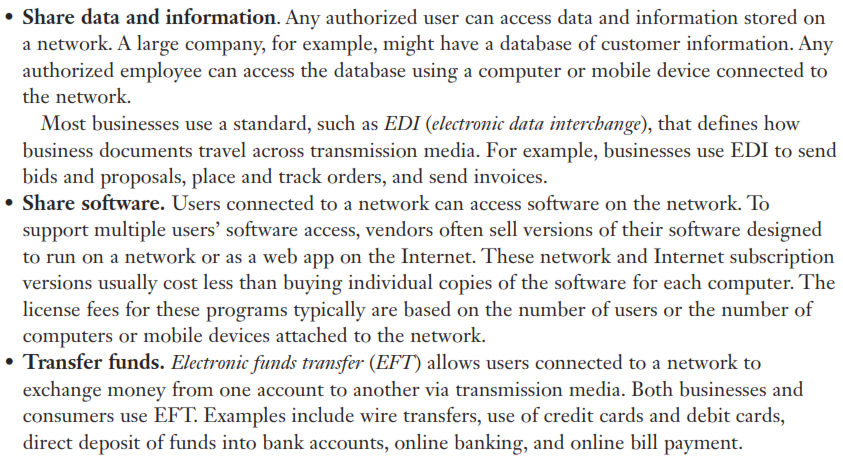 • Share data and information. Any authorized user can access data and information stored on
a network. A large company, for example, might have a database of customer information. Any
authorized employee can access the database using a computer or mobile device connected to
the network.
Most businesses use a standard, such as EDI (electronic data interchange), that defines how
business documents travel across transmission media. For example, businesses use EDI to send
bids and proposals, place and track orders, and send invoices.
• Share software. Users connected to a network can access software on the network. To
support multiple users’ software access, vendors often sell versions of their software designed
to run on a network or as a web app on the Internet. These network and Internet subscription
versions usually cost less than buying individual copies of the software for each computer. The
license fees for these programs typically are based on the number of users or the number of
computers or mobile devices attached to the network.
• Transfer funds. Electronic funds transfer (EFT) allows users connected to a network to
exchange money from one account to another via transmission media. Both businesses and
consumers use EFT. Examples include wire transfers, use of credit cards and debit cards,
direct deposit of funds into bank accounts, online banking, and online bill payment.